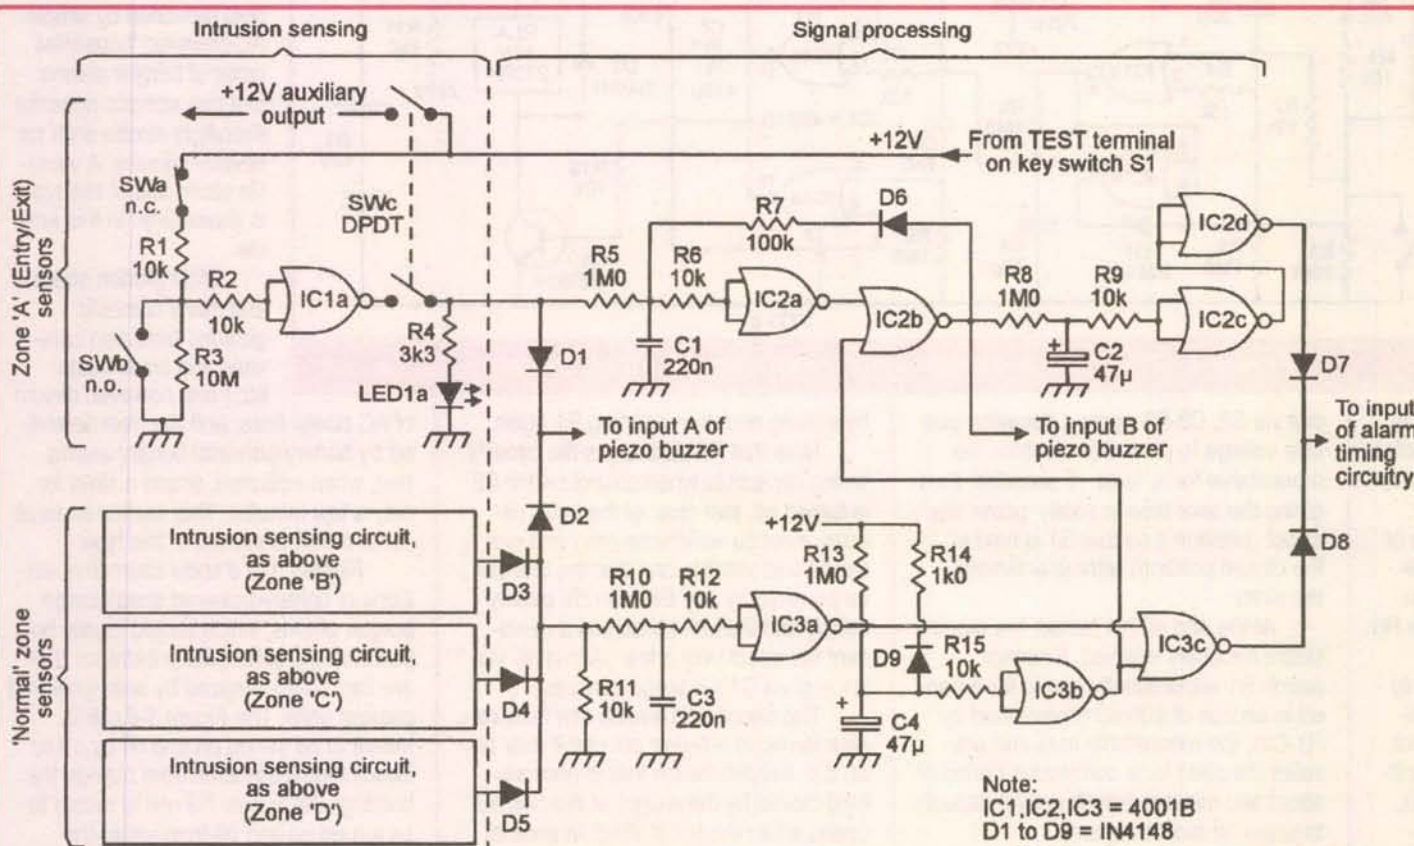 Intrusion sensing
Signal processing
+12V auxiliary
output
+12V
From TEST terminal
on key switch S1
Zone 'A' (Entry/Exit)
sensors
SWa
n.c.
R1
10k
R2
10k
IC1a
SWb
n.o.
R3
10M
SWc
DPDT
R4
3k3
LED1a
D1
R5
1M0
R6
10k
R7
100k
D6
C1
220n
IC2a
IC2b
R8
1M0
R9
10k
C2
+
47µ
IC2d
IC2c
D7
To input A of
piezo buzzer
To input B of
piezo buzzer
To input
of alarm
timing
circuitry
D8
Normal zone
sensors
Intrusion sensing circuit,
as above
(Zone 'B')
Intrusion sensing circuit,
as above
(Zone 'C')
Intrusion sensing circuit,
as above
(Zone 'D')
D2
D3
D4
D5
R10
1M0
R12
10k
R11
10k
C3
220n
IC3a
+12V
R13
1M0
R14
1k0
D9
R15
10k
+
C4
47µ
IC3b
IC3c
Note:
IC1,IC2,IC3 = 4001B
D1 to D9 = IN4148